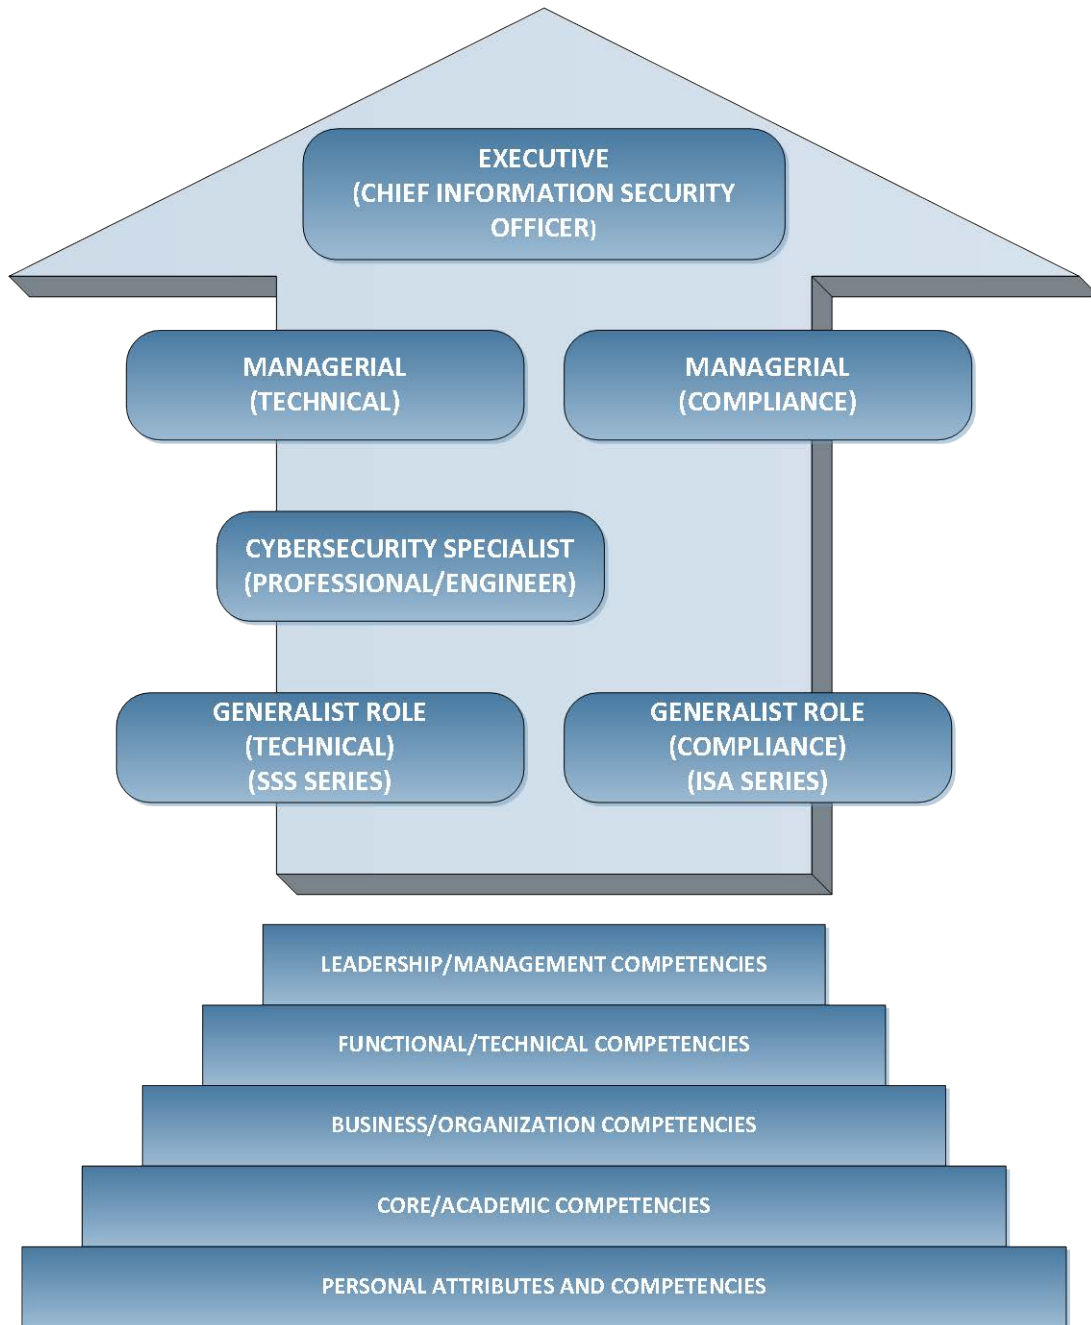 EXECUTIVE
(CHIEF INFORMATION SECURITY
OFFICER)
MANAGERIAL
(TECHNICAL)
MANAGERIAL
(COMPLIANCE)
CYBERSECURITY SPECIALIST
(PROFESSIONAL/ENGINEER)
GENERALIST ROLE
(TECHNICAL)
(SSS SERIES)
GENERALIST ROLE
(COMPLIANCE)
(ISA SERIES)
LEADERSHIP/MANAGEMENT COMPETENCIES
FUNCTIONAL/TECHNICAL COMPETENCIES
BUSINESS/ORGANIZATION COMPETENCIES
CORE/ACADEMIC COMPETENCIES
PERSONAL ATTRIBUTES AND COMPETENCIES